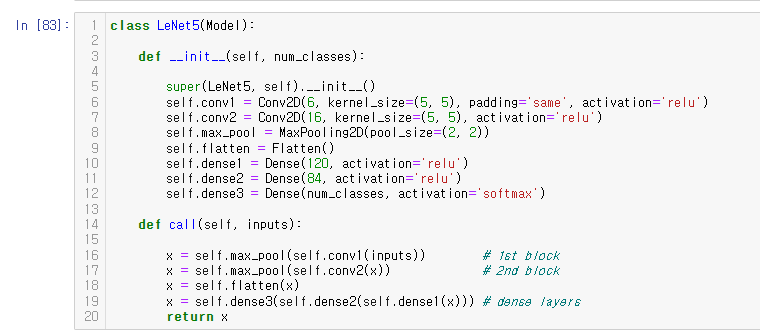 In [83]:
1 class LeNet5(Model):
2
3     def __init__(self, num_classes):
4
5         super(LeNet5, self).__init__()
6         self.conv1 = Conv2D(6, kernel_size=(5, 5), padding='same', activation='relu')
7         self.conv2 = Conv2D(16, kernel_size=(5, 5), activation='relu')
8         self.max_pool = MaxPooling2D(pool_size=(2, 2))
9         self.flatten = Flatten()
10         self.dense1 = Dense(120, activation='relu')
11         self.dense2 = Dense(84, activation='relu')
12         self.dense3 = Dense(num_classes, activation='softmax')
13
14     def call(self, inputs):
15
16         x = self.max_pool(self.conv1(inputs))        # 1st block
17         x = self.max_pool(self.conv2(x))             # 2nd block
18         x = self.flatten(x)
19         x = self.dense3(self.dense2(self.dense1(x))) # dense layers
20         return x